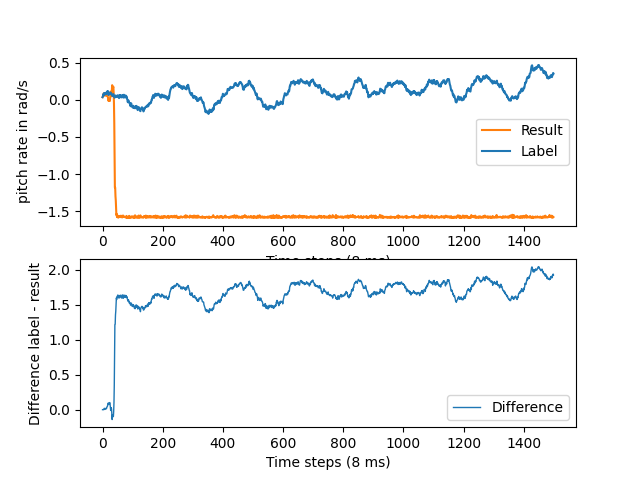 0.5
0.0
−0.5
−1.0
−1.5
pitch rate in rad/s
Result
Label
0 200 400 600 800 1000 1200 1400
Time steps (8 ms)
2.0
1.5
1.0
0.5
0.0
Difference label - result
Difference
0 200 400 600 800 1000 1200 1400
Time steps (8 ms)